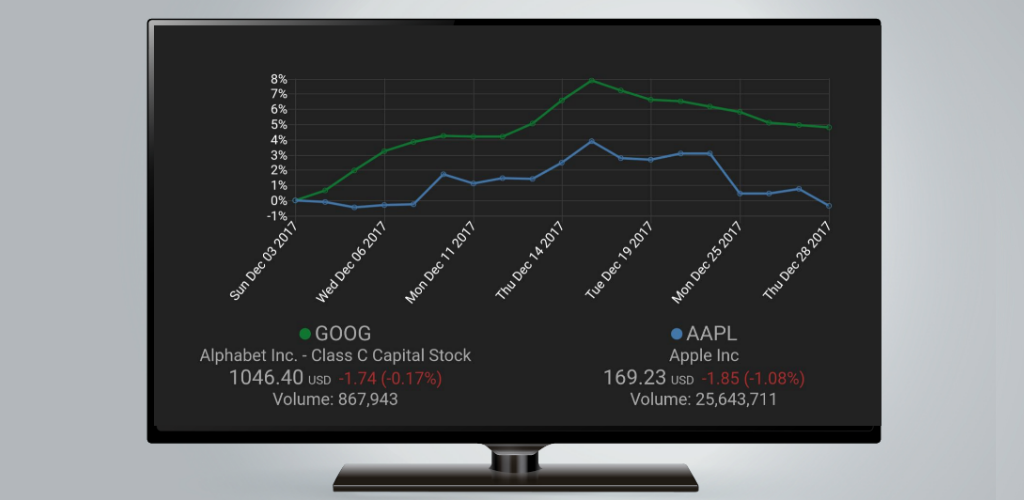 8%
7%
6%
5%
4%
3%
2%
1%
0%
-1%
Sun Dec 03 2017
Wed Dec 06 2017
Mon Dec 11 2017
Thu Dec 14 2017
Tue Dec 19 2017
Mon Dec 25 2017
Thu Dec 28 2017
GOOG
Alphabet Inc. - Class C Capital Stock
1046.40 USD -1.74 (-0.17%)
Volume: 867,943
AAPL
Apple Inc
169.23 USD -1.85 (-1.08%)
Volume: 25,643,711